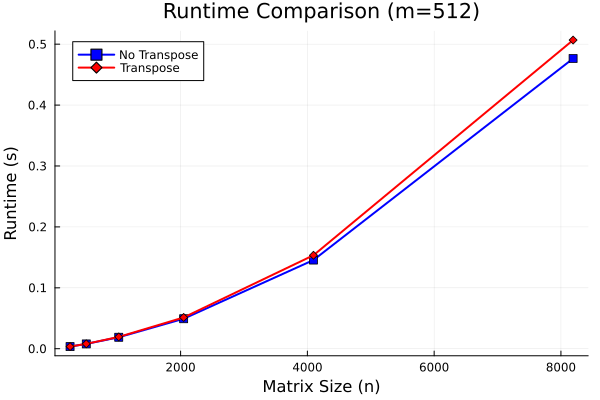 Runtime Comparison (m=512)
No Transpose
Transpose
Runtime (s)
0.5
0.4
0.3
0.2
0.1
0.0
2000
4000
6000
8000
Matrix Size (n)